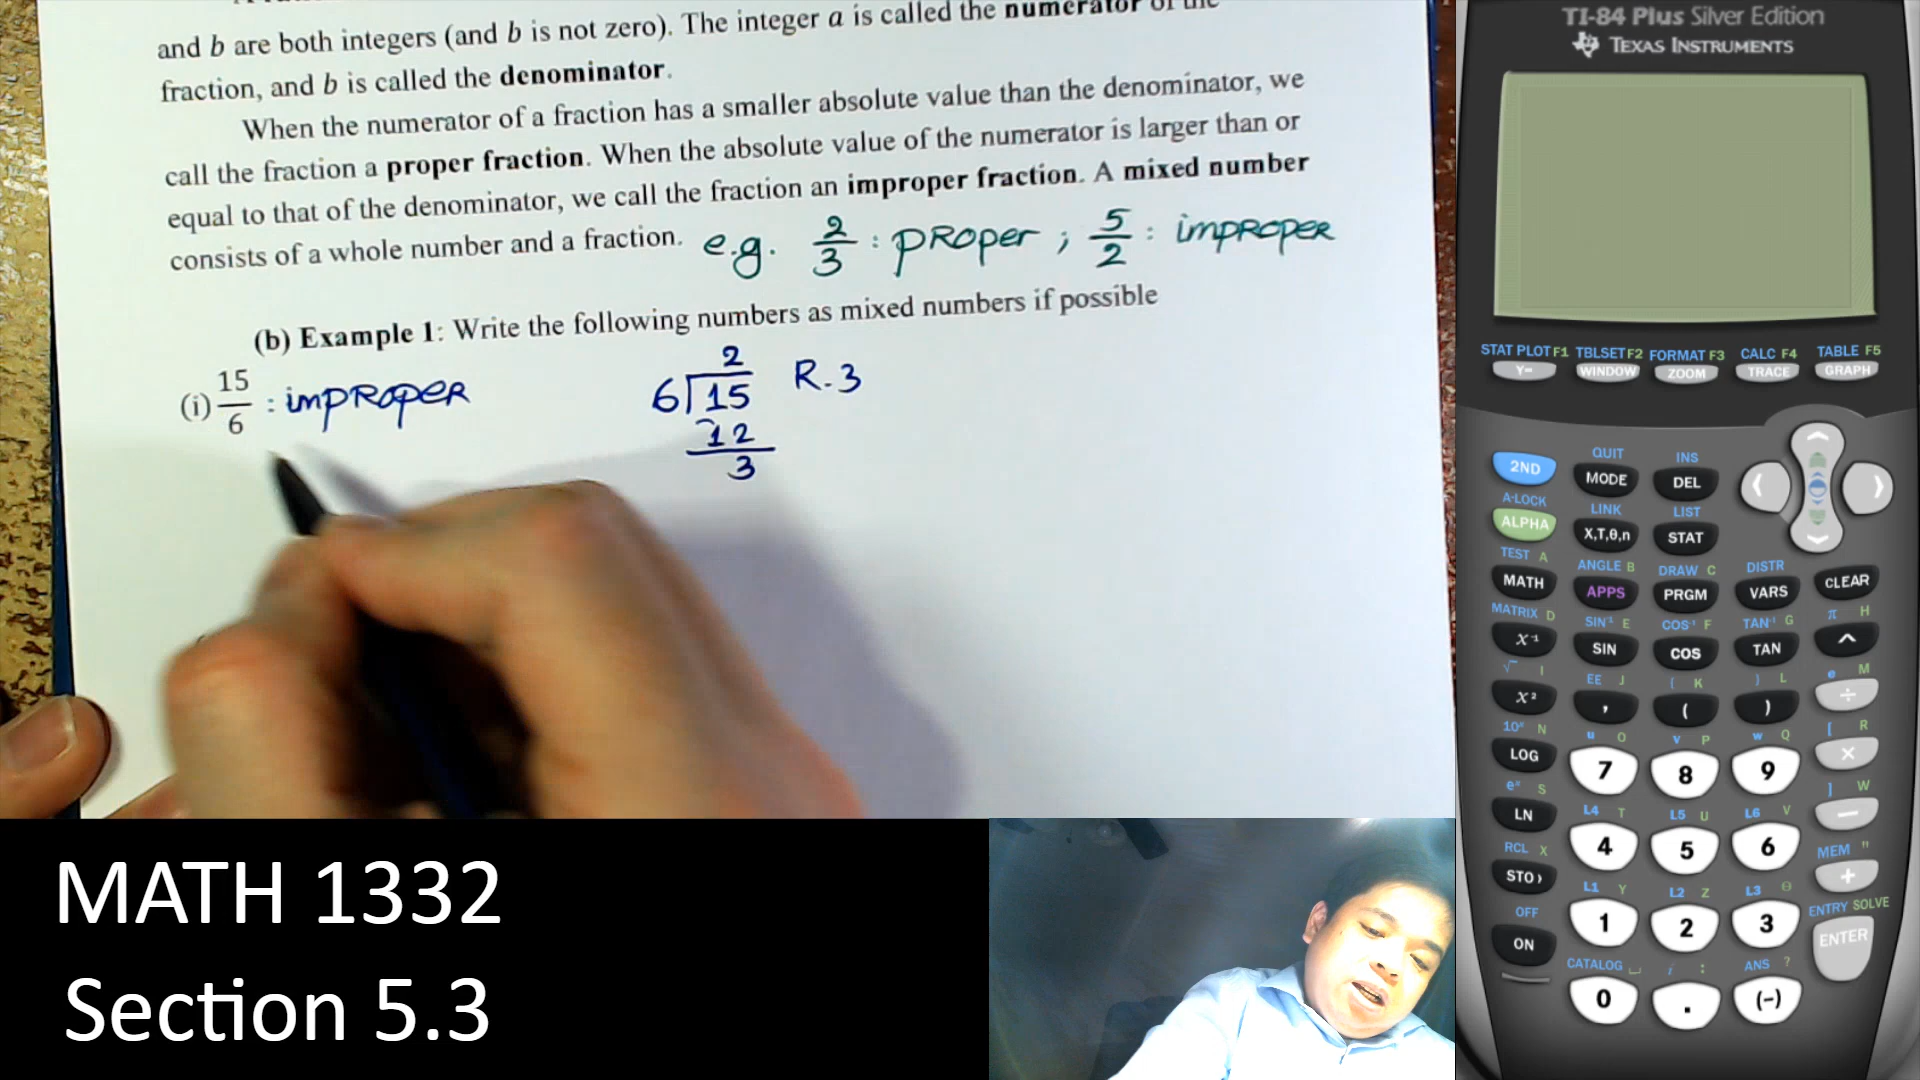 and b are both integers (and b is not zero). The integer a is called the numerator of the
fraction, and b is called the denominator.
When the numerator of a fraction has a smaller absolute value than the denominator, we
call the fraction a proper fraction. When the absolute value of the numerator is larger than or
equal to that of the denominator, we call the fraction an improper fraction. A mixed number
consists of a whole number and a fraction. e.g. 2/3 : proper ; 5/2 : improper
(b) Example 1: Write the following numbers as mixed numbers if possible
(i) 15/6 : improper
2 R.3
6 15
12
3
MATH 1332
Section 5.3
TI-84 Plus Silver Edition
TEXAS INSTRUMENTS
STAT PLOT F1 TBLSET F2 FORMAT F3 CALC F4 TABLE F5
Y= WINDOW ZOOM TRACE GRAPH
QUIT INS
2ND MODE DEL
A-LOCK LINK LIST
ALPHA X,T,θ,n STAT
TEST A ANGLE B DRAW C DISTR
MATH APPS PRGM VARS CLEAR
MATRIX D SIN⁻¹ E COS⁻¹ F TAN⁻¹ G π H
X⁻¹ SIN COS TAN ^
√ I EE J { K } L e M
X² , ( ) ÷
10ˣ N u O v P w Q [ R
LOG 7 8 9 ×
eˣ S L4 T L5 U L6 V ] W
LN 4 5 6 −
RCL X L1 Y L2 Z L3 θ MEM "
STO› 1 2 3 +
OFF CATALOG ⎵ i : ANS ? ENTRY SOLVE
ON 0 . (-) ENTER